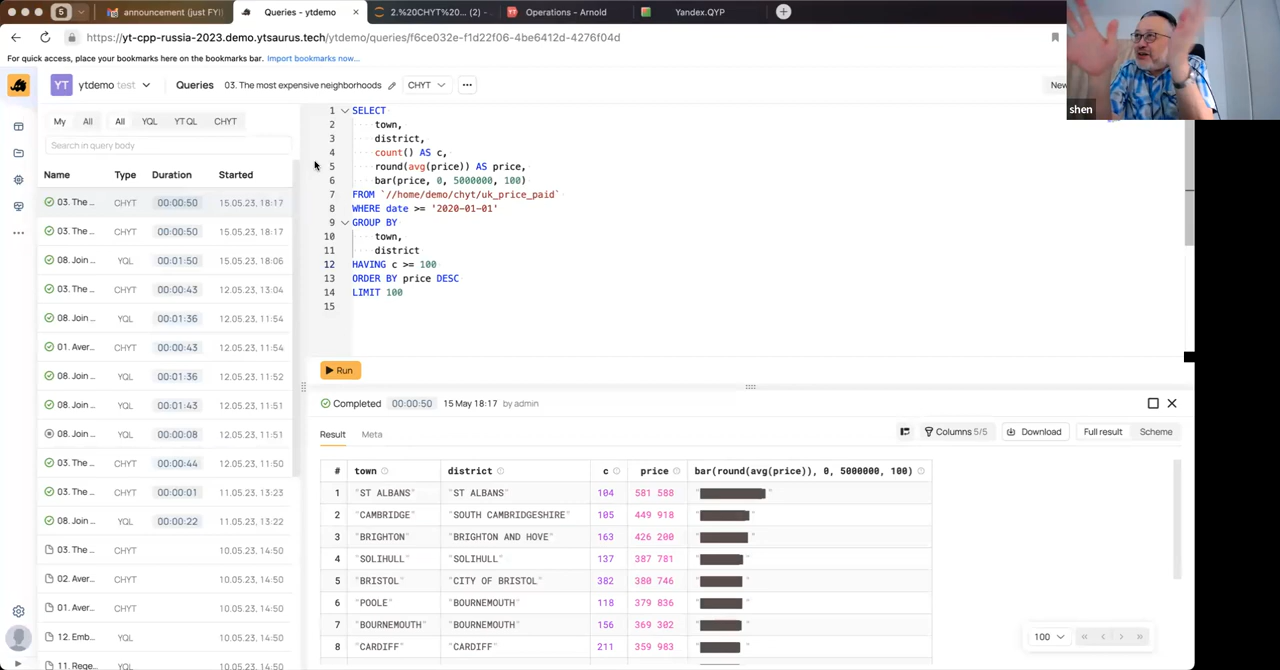 5
announcement (just FYI)
Queries - ytdemo
2.%20CHYT%20... (2) -
Operations - Arnold
Yandex.QYP
https://yt-cpp-russia-2023.demo.ytsaurus.tech/ytdemo/queries/f6ce032e-f1d22f06-4be6412d-4276f04d
For quick access, place your bookmarks here on the bookmarks bar. Import bookmarks now...
YT ytdemo test Queries 03. The most expensive neighborhoods CHYT New
shen
My All All YQL YT QL CHYT
Search in query body
Name Type Duration Started
03. The ... CHYT 00:00:50 15.05.23, 18:17
03. The ... CHYT 00:00:50 15.05.23, 18:17
08. Join ... YQL 00:01:50 15.05.23, 18:06
03. The ... CHYT 00:00:43 12.05.23, 13:04
08. Join ... YQL 00:01:36 12.05.23, 11:54
01. Aver... CHYT 00:00:43 12.05.23, 11:54
08. Join ... YQL 00:01:36 12.05.23, 11:52
08. Join ... YQL 00:01:43 12.05.23, 11:51
08. Join ... YQL 00:00:08 12.05.23, 11:51
03. The ... CHYT 00:00:44 12.05.23, 11:50
03. The ... CHYT 00:00:01 11.05.23, 13:23
08. Join ... YQL 00:00:22 11.05.23, 13:22
03. The ... CHYT 10.05.23, 14:50
02. Aver... CHYT 10.05.23, 14:50
01. Aver... CHYT 10.05.23, 14:50
12. Emb... YQL 10.05.23, 14:50
11. Rege... YQL 10.05.23, 14:50
1 SELECT
2 town,
3 district,
4 count() AS c,
5 round(avg(price)) AS price,
6 bar(price, 0, 5000000, 100)
7 FROM `//home/demo/chyt/uk_price_paid`
8 WHERE date >= '2020-01-01'
9 GROUP BY
10 town,
11 district
12 HAVING c >= 100
13 ORDER BY price DESC
14 LIMIT 100
15
Run
Completed 00:00:50 15 May 18:17 by admin
Result Meta Columns 5/5 Download Full result Scheme
# town district c price bar(round(avg(price)), 0, 5000000, 100)
1 "ST ALBANS" "ST ALBANS" 104 581 588 "██████████"
2 "CAMBRIDGE" "SOUTH CAMBRIDGESHIRE" 105 449 918 "███████"
3 "BRIGHTON" "BRIGHTON AND HOVE" 163 426 200 "███████"
4 "SOLIHULL" "SOLIHULL" 137 387 781 "██████"
5 "BRISTOL" "CITY OF BRISTOL" 382 380 746 "██████"
6 "POOLE" "BOURNEMOUTH" 118 379 836 "██████"
7 "BOURNEMOUTH" "BOURNEMOUTH" 156 369 302 "██████"
8 "CARDIFF" "CARDIFF" 211 359 983 "██████"
100